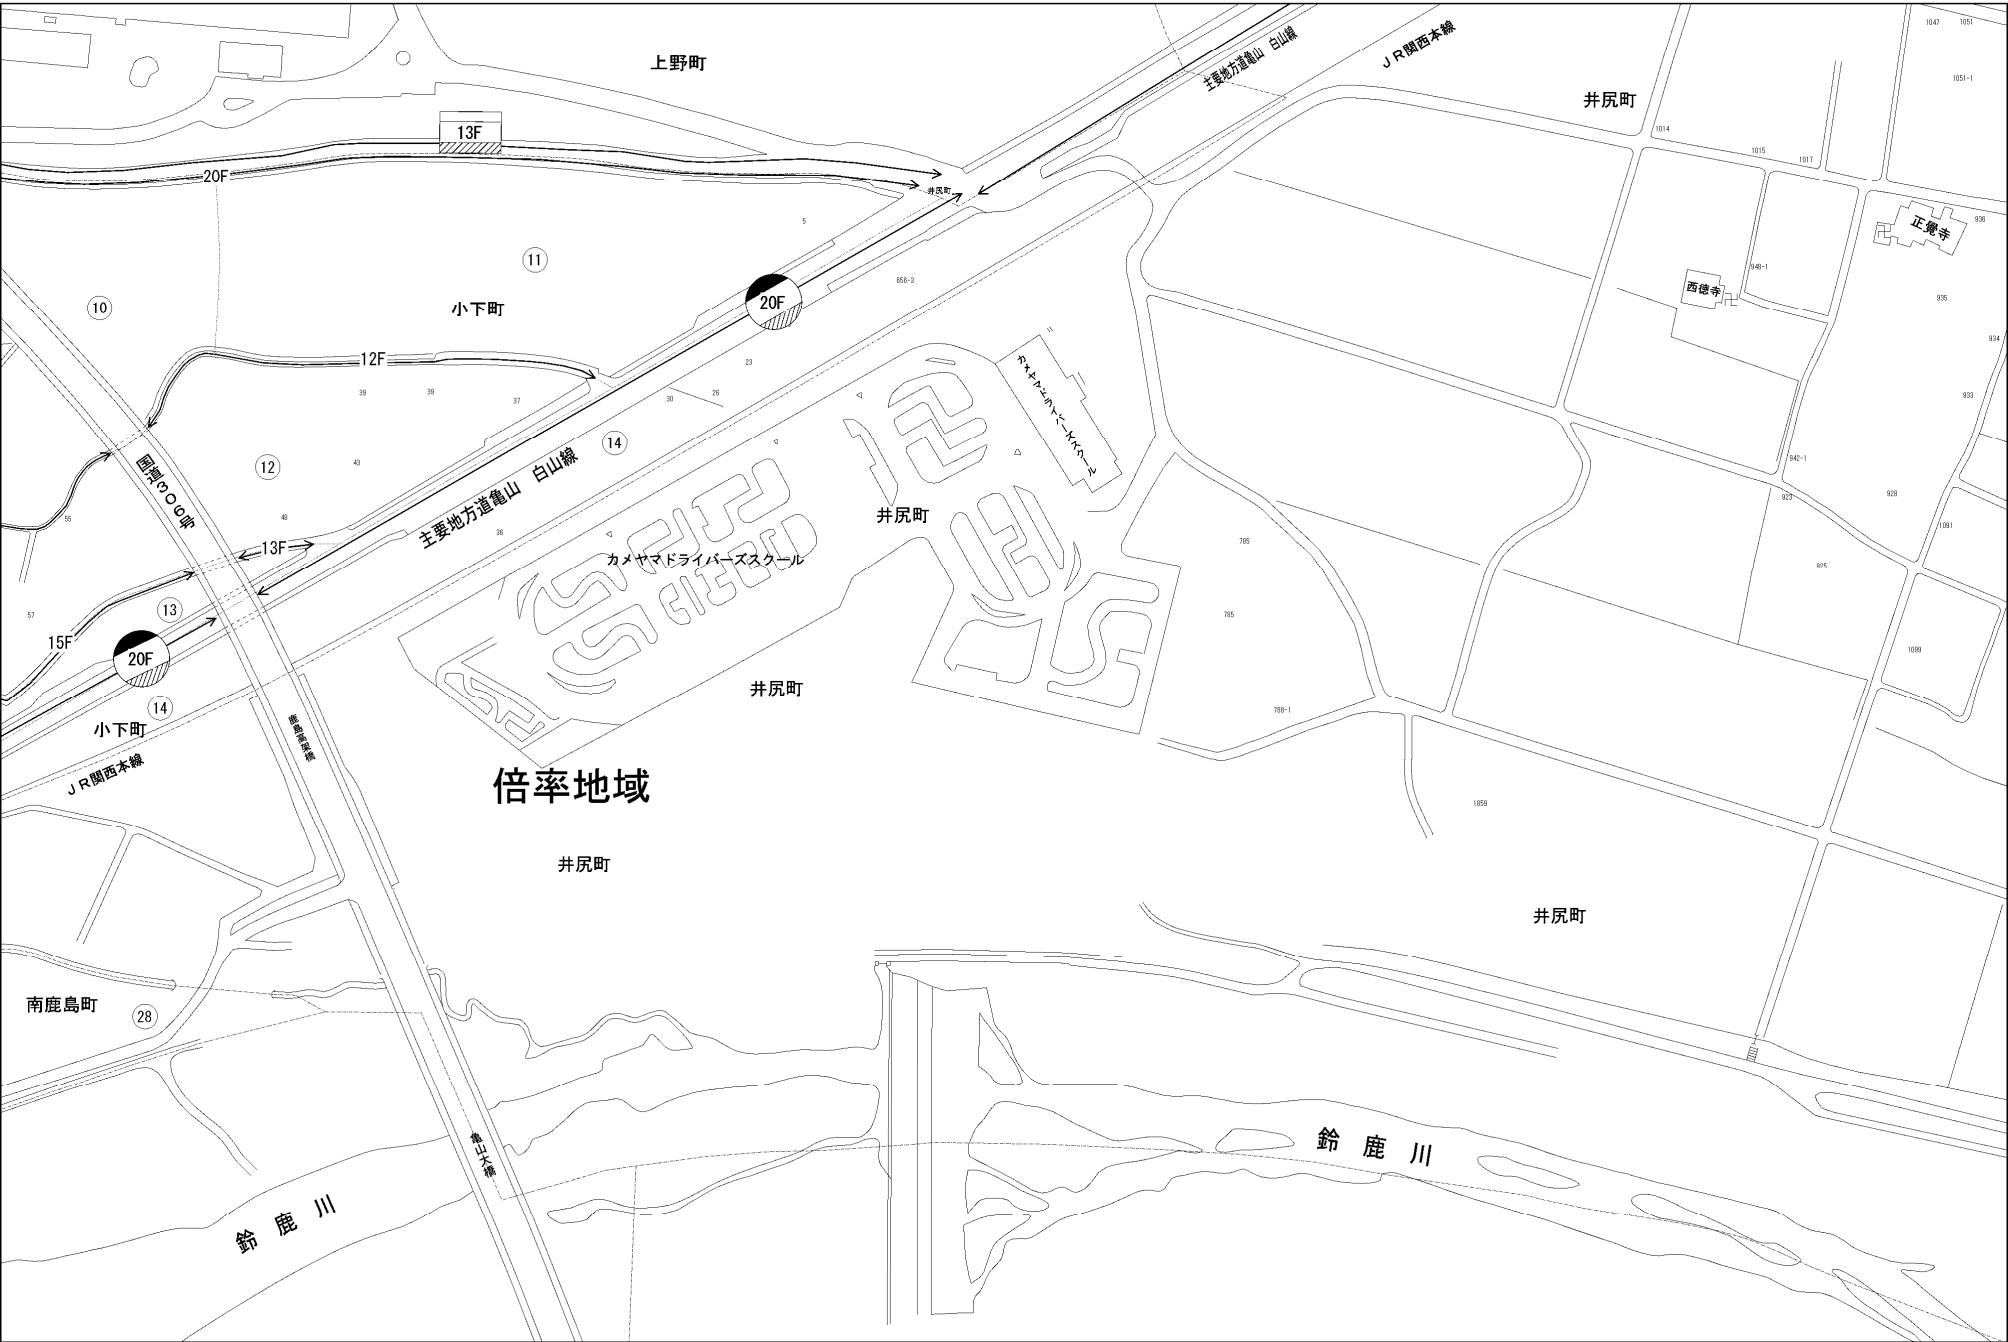 上野町
主要地方道亀山 白山線
JR関西本線
井尻町
1047
1051
1051-1
1014
1015
1017
13F
20F
井尻町
5
936
正覺寺
11
10
小下町
20F
656-3
948-1
西徳寺
935
934
12F
23
39
39
37
30
26
カメヤマドライバーズスクール
933
国道306号
12
43
14
主要地方道亀山 白山線
942-1
923
928
55
48
36
井尻町
1091
13F
カメヤマドライバーズスクール
785
925
57
13
785
15F
20F
1099
井尻町
14
788-1
小下町
鹿島高架橋
JR関西本線
倍率地域
1859
井尻町
井尻町
南鹿島町
28
亀山大橋
鈴鹿川
鈴鹿川